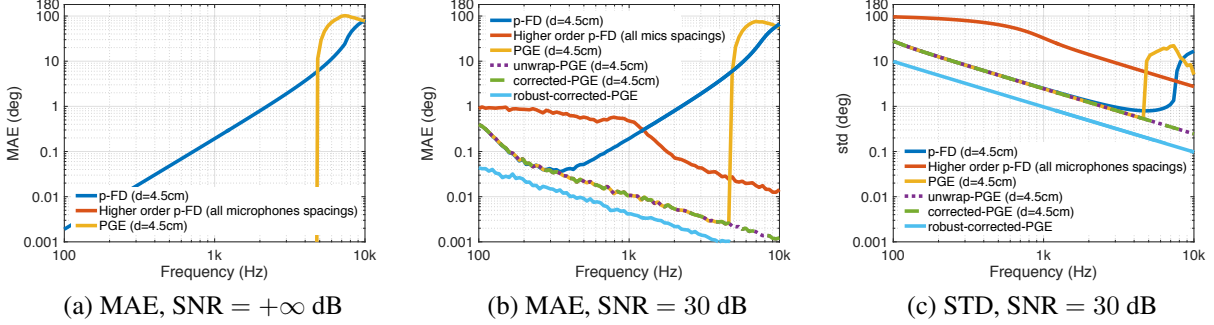 180
100
10
1
0.1
0.01
0.001
MAE (deg)
p-FD (d=4.5cm)
Higher order p-FD (all microphones spacings)
PGE (d=4.5cm)
100
1k
10k
Frequency (Hz)
(a) MAE, SNR = +∞ dB
180
100
10
1
0.1
0.01
0.001
MAE (deg)
p-FD (d=4.5cm)
Higher order p-FD (all mics spacings)
PGE (d=4.5cm)
unwrap-PGE (d=4.5cm)
corrected-PGE (d=4.5cm)
robust-corrected-PGE
100
1k
10k
Frequency (Hz)
(b) MAE, SNR = 30 dB
180
100
10
1
0.1
0.01
0.001
std (deg)
p-FD (d=4.5cm)
Higher order p-FD (all microphones spacings)
PGE (d=4.5cm)
unwrap-PGE (d=4.5cm)
corrected-PGE (d=4.5cm)
robust-corrected-PGE
100
1k
10k
Frequency (Hz)
(c) STD, SNR = 30 dB